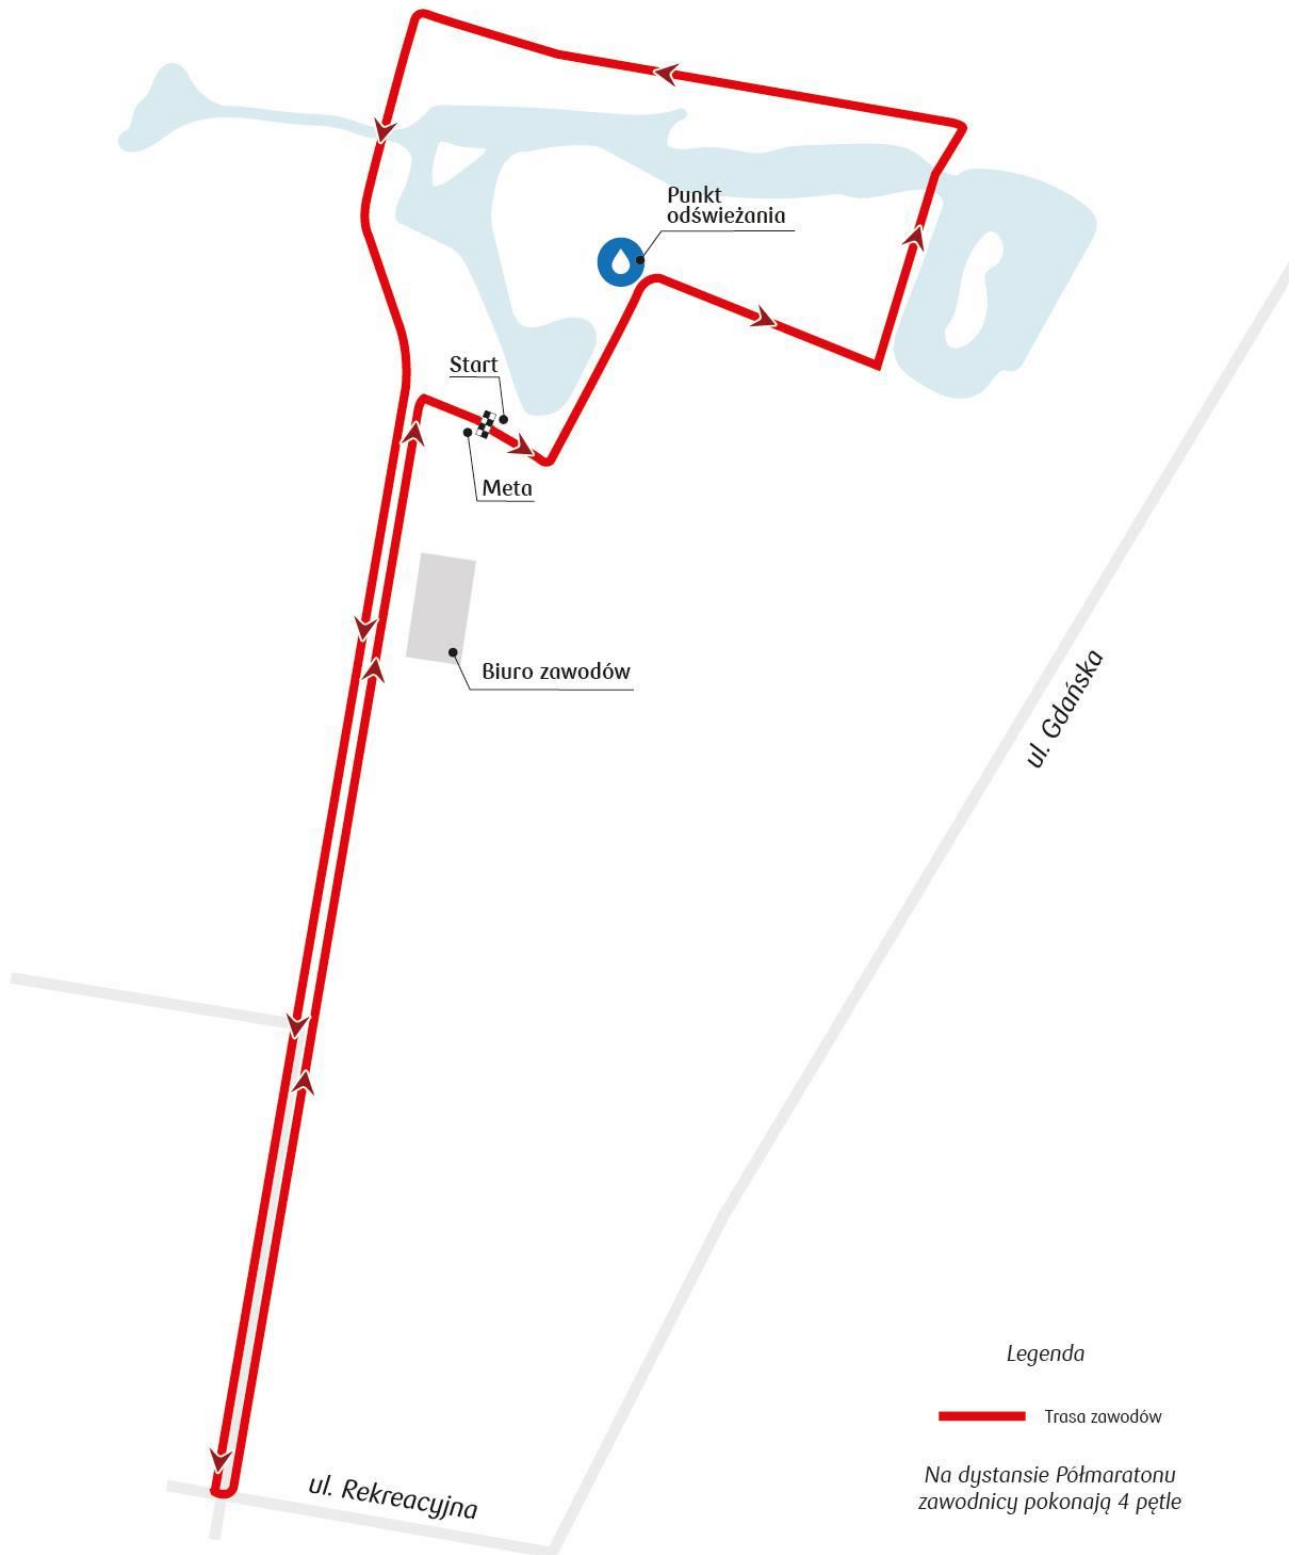 Punkt
odświeżania
Start
Meta
Biuro zawodów
ul. Gdańska
Legenda
Trasa zawodów
Na dystansie Półmaratonu
zawodnicy pokonają 4 pętle
ul. Rekreacyjna